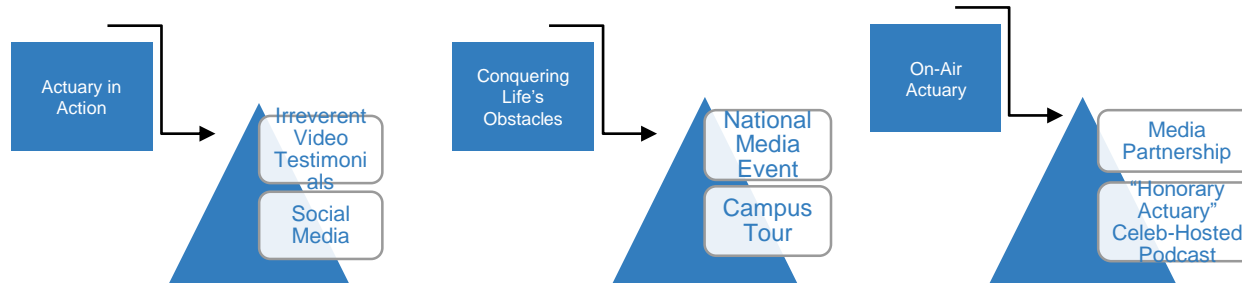 Actuary in
Action
Irreverent
Video
Testimoni
als
Social
Media
Conquering
Life's
Obstacles
National
Media
Event
Campus
Tour
On-Air
Actuary
Media
Partnership
“Honorary
Actuary”
Celeb-Hosted
Podcast